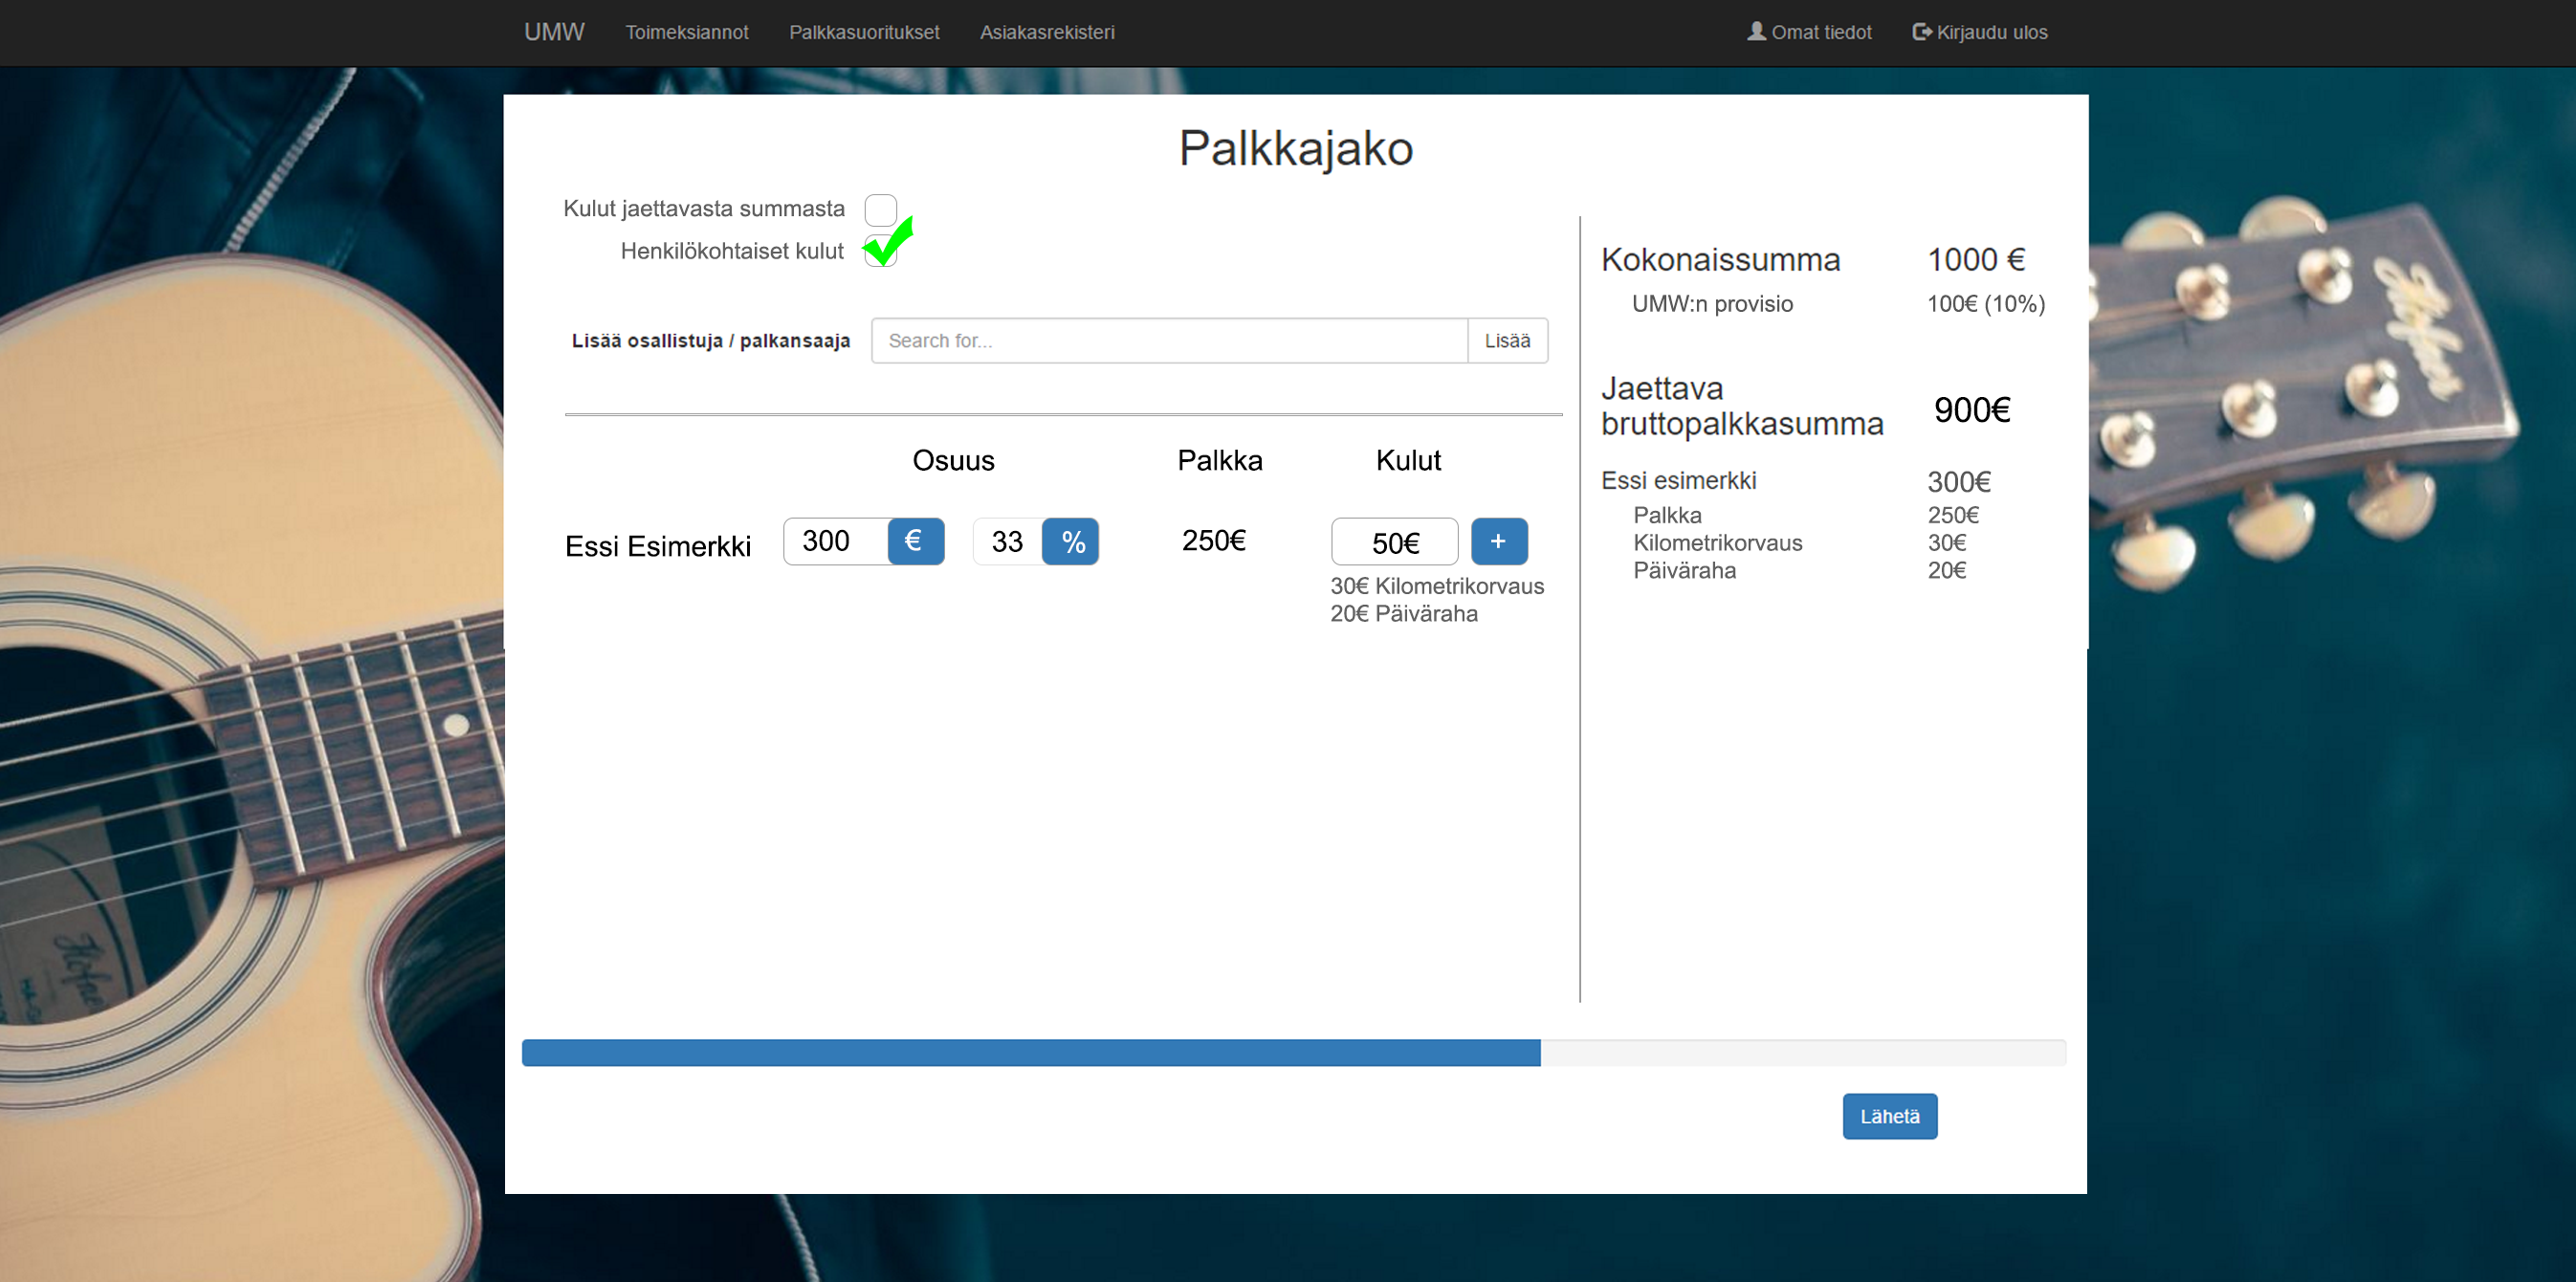 UMW Toimeksiannot Palkkasuoritukset Asiakasrekisteri Omat tiedot Kirjaudu ulos
Palkkajako
Kulut jaettavasta summasta
Henkilökohtaiset kulut
Lisää osallistuja / palkansaaja Search for... Lisää
Osuus Palkka Kulut
Essi Esimerkki 300 € 33 % 250€ 50€ +
30€ Kilometrikorvaus
20€ Päiväraha
Kokonaissumma 1000 €
UMW:n provisio 100€ (10%)
Jaettava
bruttopalkkasumma 900€
Essi esimerkki 300€
Palkka 250€
Kilometrikorvaus 30€
Päiväraha 20€
Lähetä
Hofner